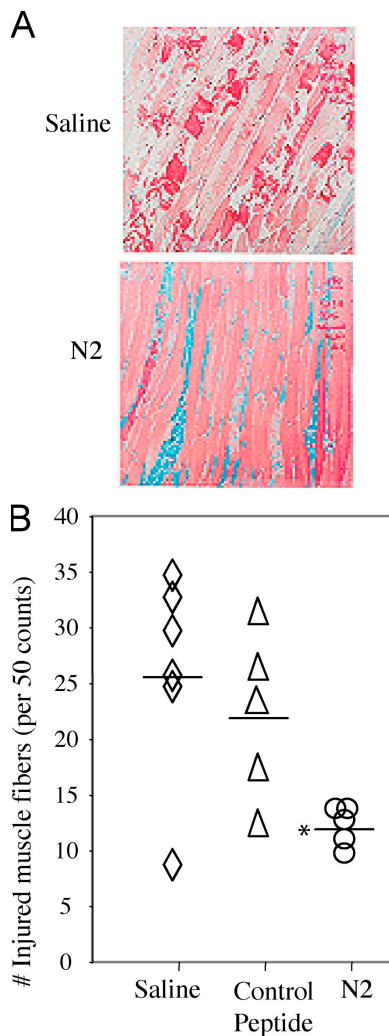 A
Saline
N2
B
# Injured muscle fibers (per 50 counts)
40
35
30
25
20
15
10
5
0
*
Saline
Control
Peptide
N2